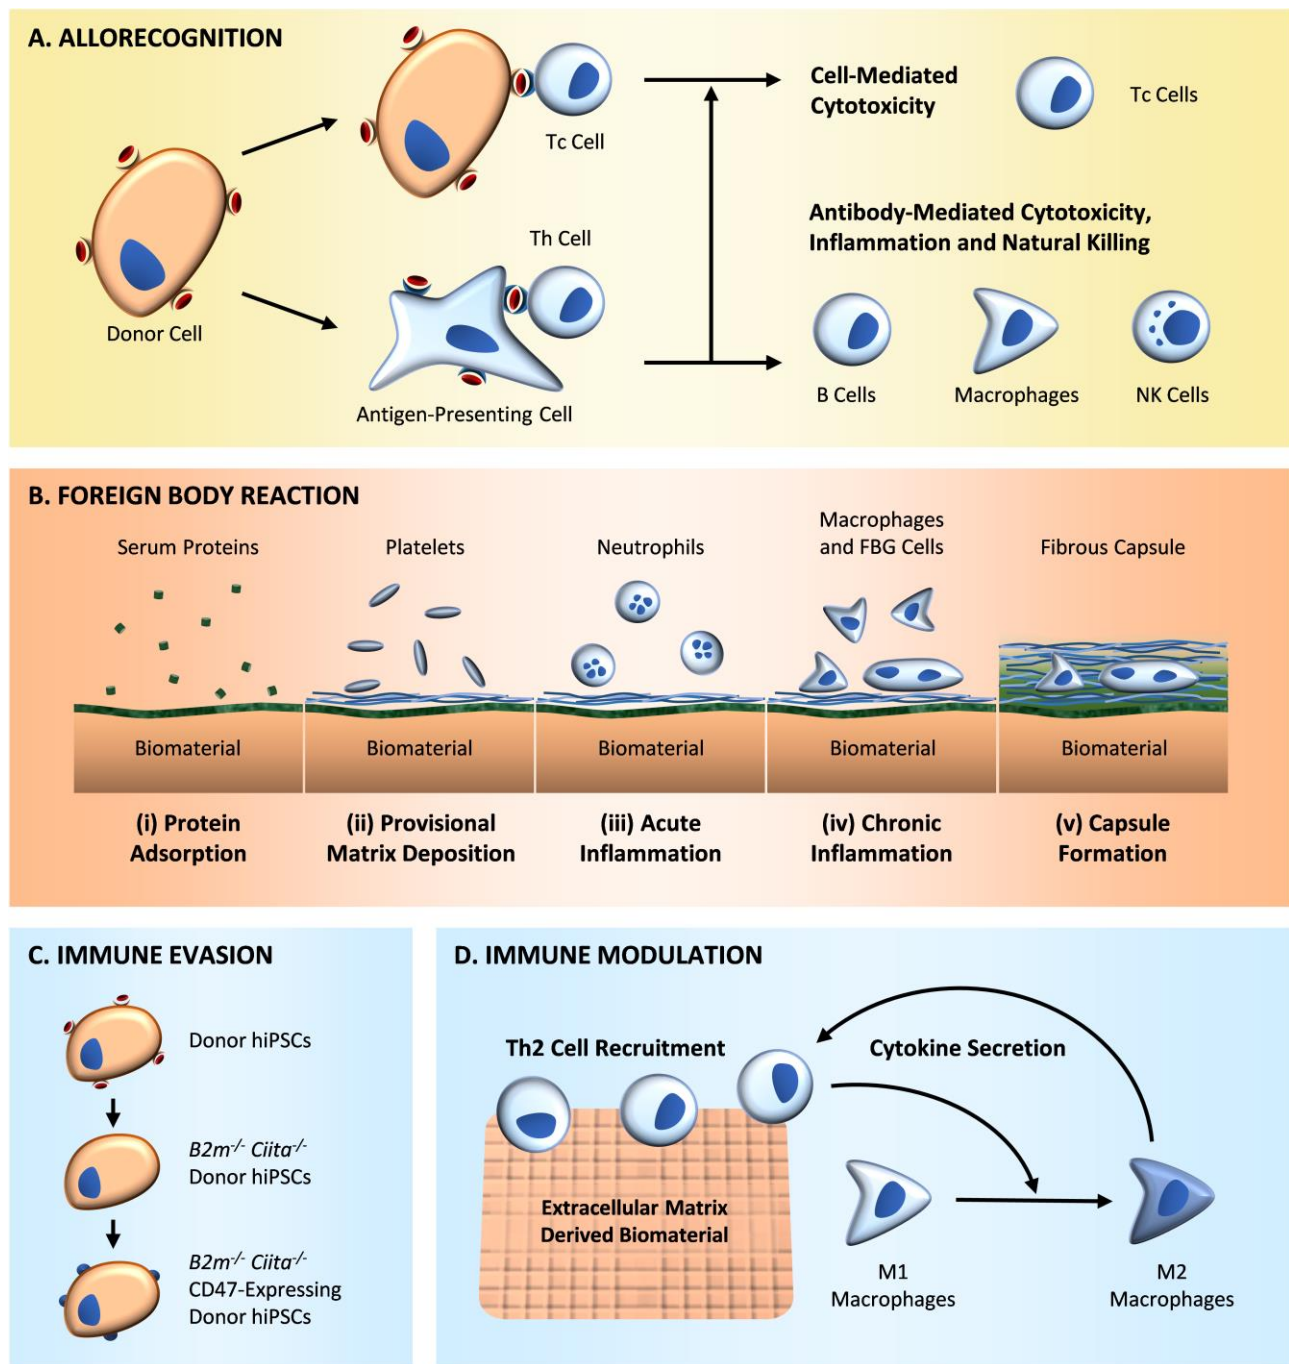 A. ALLORECOGNITION
Donor Cell
Tc Cell
Th Cell
Antigen-Presenting Cell
Cell-Mediated
Cytotoxicity
Tc Cells
Antibody-Mediated Cytotoxicity,
Inflammation and Natural Killing
B Cells
Macrophages
NK Cells
B. FOREIGN BODY REACTION
Serum Proteins
Platelets
Neutrophils
Macrophages
and FBG Cells
Fibrous Capsule
Biomaterial
Biomaterial
Biomaterial
Biomaterial
Biomaterial
(i) Protein
Adsorption
(ii) Provisional
Matrix Deposition
(iii) Acute
Inflammation
(iv) Chronic
Inflammation
(v) Capsule
Formation
C. IMMUNE EVASION
Donor hiPSCs
B2m-/- Ciita-/-
Donor hiPSCs
B2m-/- Ciita-/-
CD47-Expressing
Donor hiPSCs
D. IMMUNE MODULATION
Th2 Cell Recruitment
Cytokine Secretion
Extracellular Matrix
Derived Biomaterial
M1
Macrophages
M2
Macrophages